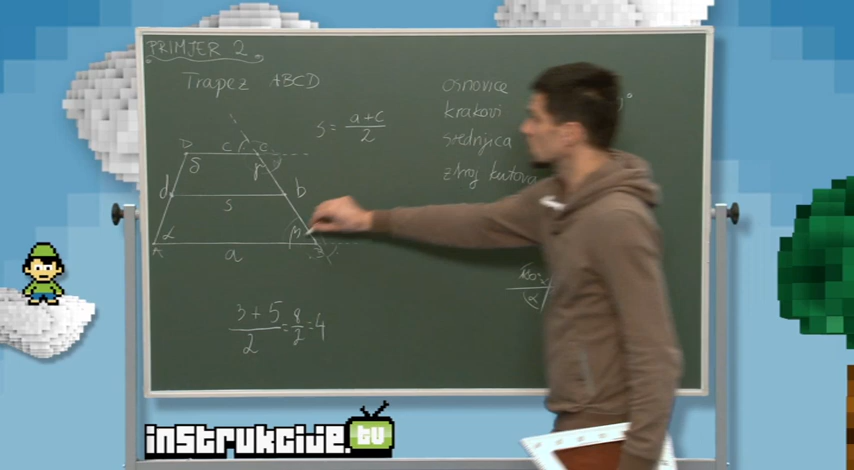 PRIMJER 2
Trapez ABCD
s = a+c / 2
D c C
δ γ
d s b
α β
A a B
3+5 / 2 = 8/2 = 4
osnovice
krakovi
srednjica
zbroj kutova
α
instrukcije.tv